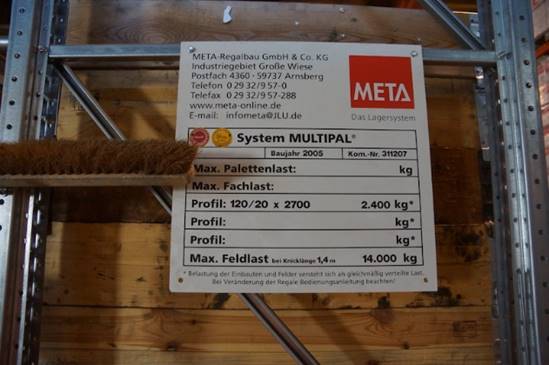 META-Regalbau GmbH & Co. KG
Industriegebiet Große Wiese
Postfach 4360 · 59737 Arnsberg
Telefon 0 29 32/9 57-0
Telefax 0 29 32/9 57-288
www.meta-online.de
E-mail: infometa@JLU.de
META
Das Lagersystem
System MULTIPAL®
Baujahr 2005 Kom.-Nr. 311207
Max. Palettenlast: kg
Max. Fachlast:
Profil: 120/20 x 2700 2.400 kg*
Profil: kg*
Profil: kg*
Max. Feldlast bei Knicklänge 1,4 m 14.000 kg
* Belastung der Einbauten und Felder versteht sich als gleichmäßig verteilte Last.
Bei Veränderung der Regale Bedienungsanleitung beachten!